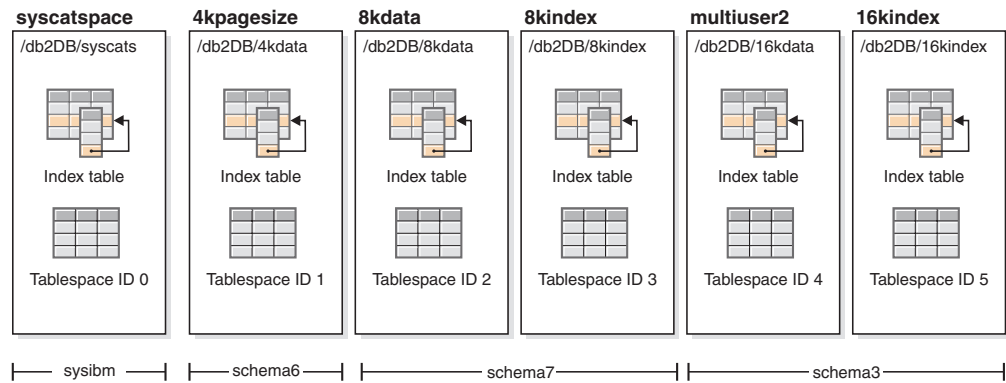 syscatspace
4kpagesize
8kdata
8kindex
multiuser2
16kindex
/db2DB/syscats
/db2DB/4kdata
/db2DB/8kdata
/db2DB/8kindex
/db2DB/16kdata
/db2DB/16kindex
Index table
Index table
Index table
Index table
Index table
Index table
Tablespace ID 0
Tablespace ID 1
Tablespace ID 2
Tablespace ID 3
Tablespace ID 4
Tablespace ID 5
sysibm
schema6
schema7
schema3